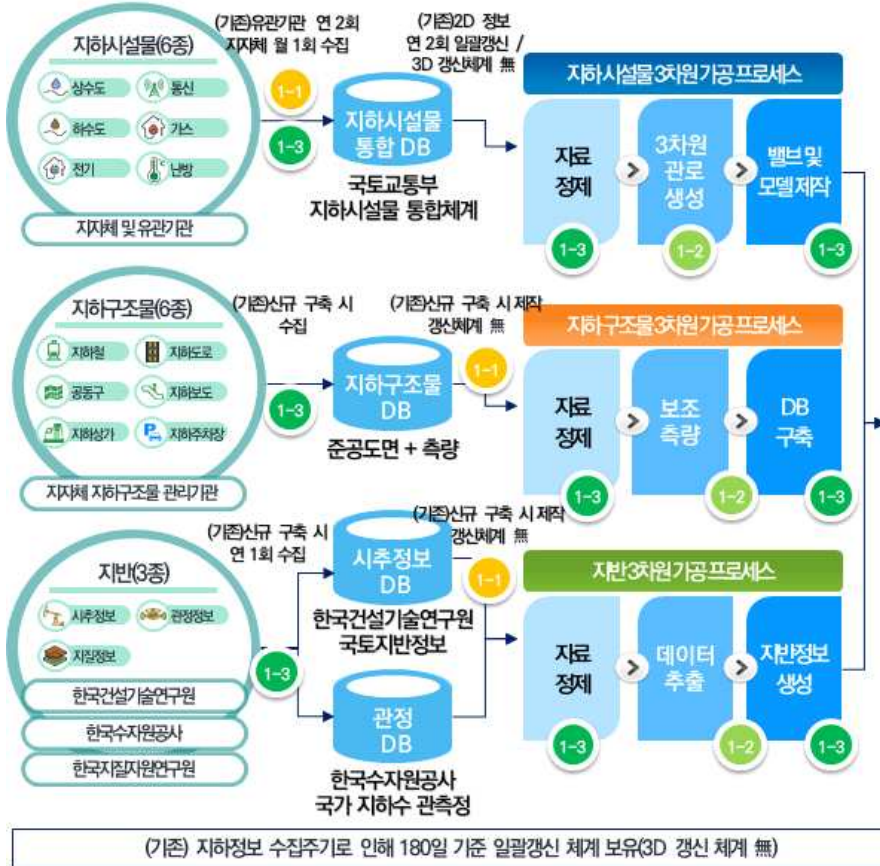 지하시설물(6종)
상수도
통신
하수도
가스
전기
난방
지자체 및 유관기관
(기존)유관기관 연 2회
지자체 월 1회 수집
1-1
1-3
지하시설물
통합 DB
국토교통부
지하시설물 통합체계
(기존)2D 정보
연 2회 일괄갱신 /
3D 갱신체계 無
지하시설물 3차원 가공 프로세스
자료
정제
3차원
관로
생성
밸브 및
모델 제작
1-3
1-2
1-3
지하구조물(6종)
지하철
지하도로
공동구
지하보도
지하상가
지하주차장
지자체 지하구조물 관리기관
(기존)신규 구축 시
수집
1-3
지하구조물
DB
준공도면 + 측량
(기존)신규 구축 시 제작
갱신체계 無
1-1
지하구조물 3차원 가공 프로세스
자료
정제
보조
측량
DB
구축
1-3
1-2
1-3
지반(3종)
시추정보
관정정보
지질정보
한국건설기술연구원
한국수자원공사
한국지질자원연구원
(기존)신규 구축 시
연 1회 수집
1-3
시추정보
DB
한국건설기술연구원
국토지반정보
관정
DB
한국수자원공사
국가 지하수 관측정
(기존)신규 구축 시 제작
갱신체계 無
1-1
지반 3차원 가공 프로세스
자료
정제
데이터
추출
지반정보
생성
1-3
1-2
1-3
(기존) 지하정보 수집주기로 인해 180일 기준 일괄갱신 체계 보유(3D 갱신 체계 無)